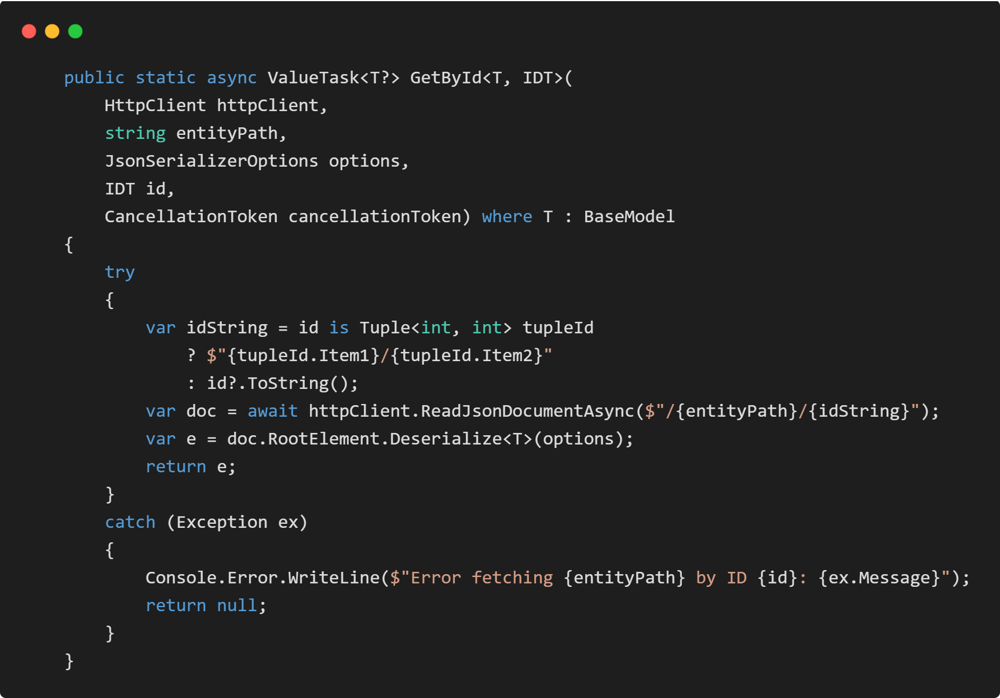 public static async ValueTask<T?> GetById<T, IDT>(
    HttpClient httpClient,
    string entityPath,
    JsonSerializerOptions options,
    IDT id,
    CancellationToken cancellationToken) where T : BaseModel
{
    try
    {
        var idString = id is Tuple<int, int> tupleId
            ? $"{tupleId.Item1}/{tupleId.Item2}"
            : id?.ToString();
        var doc = await httpClient.ReadJsonDocumentAsync($"/{entityPath}/{idString}");
        var e = doc.RootElement.Deserialize<T>(options);
        return e;
    }
    catch (Exception ex)
    {
        Console.Error.WriteLine($"Error fetching {entityPath} by ID {id}: {ex.Message}");
        return null;
    }
}